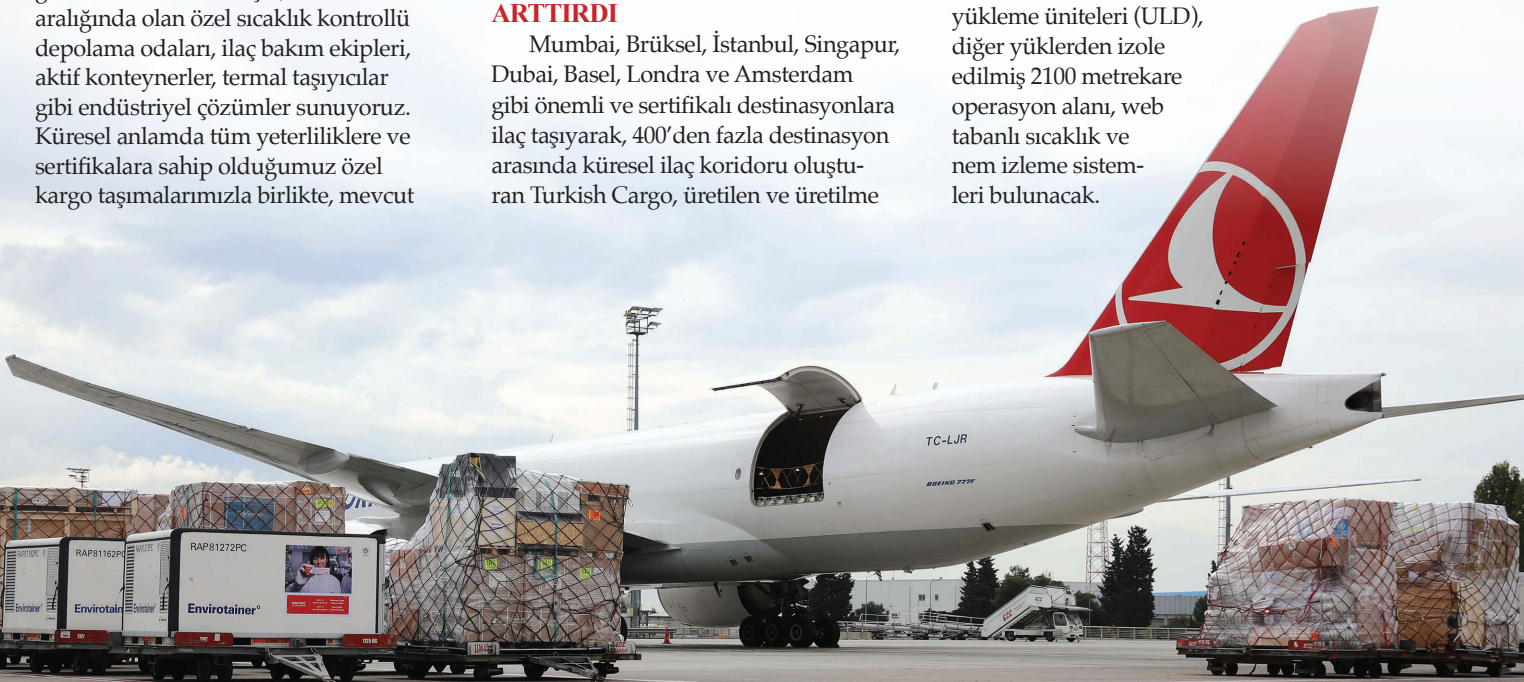 aralığında olan özel sıcaklık kontrollü
depolama odaları, ilaç bakım ekipleri,
aktif konteynerler, termal taşıyıcılar
gibi endüstriyel çözümler sunuyoruz.
Küresel anlamda tüm yeterliliklere ve
sertifikalara sahip olduğumuz özel
kargo taşımalarımızla birlikte, mevcut
ARTTIRDI
Mumbai, Brüksel, İstanbul, Singapur,
Dubai, Basel, Londra ve Amsterdam
gibi önemli ve sertifikalı destinasyonlara
ilaç taşıyarak, 400’den fazla destinasyon
arasında küresel ilaç koridoru oluştu-
ran Turkish Cargo, üretilen ve üretilme
yükleme üniteleri (ULD),
diğer yüklerden izole
edilmiş 2100 metrekare
operasyon alanı, web
tabanlı sıcaklık ve
nem izleme sistem-
leri bulunacak.
TC-LJR
BOEING 777F
RAP81162PC
RAP81272PC
Envirotainer
Envirotain
Envirotainer